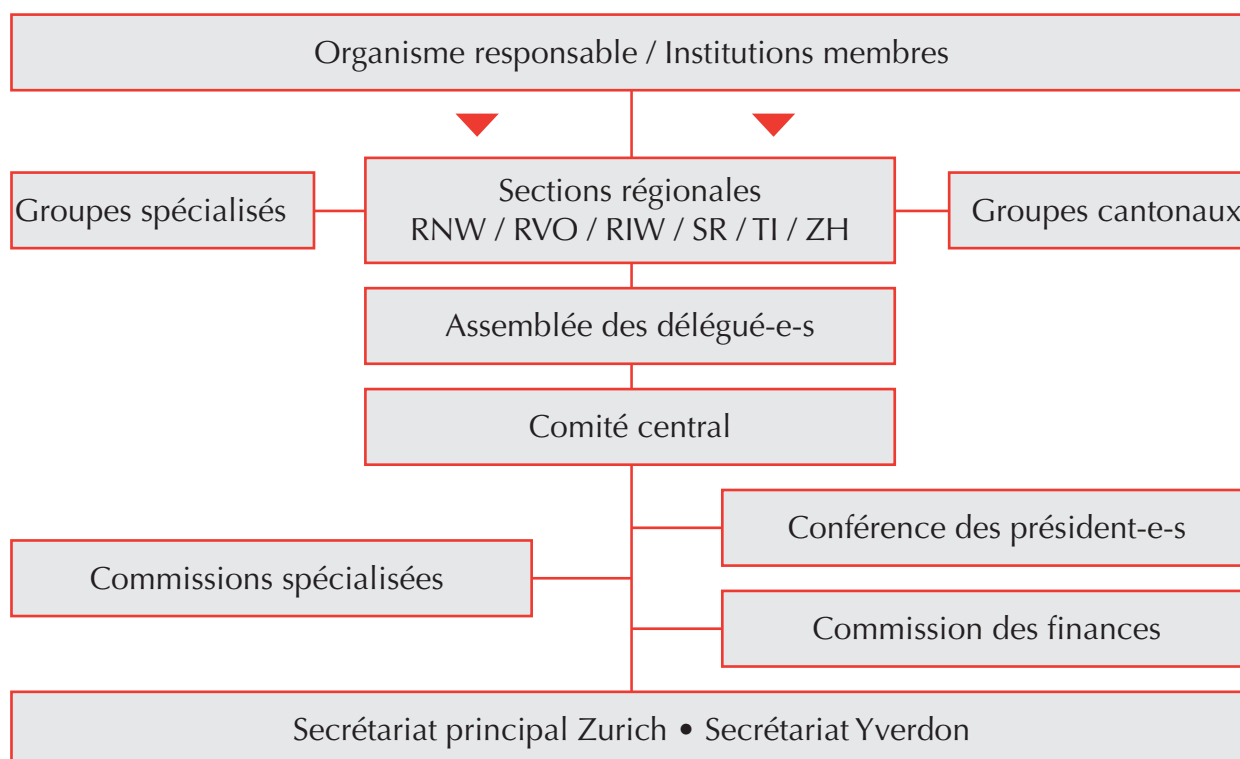 Organisme responsable / Institutions membres
Groupes spécialisés
Sections régionales
RNW / RVO / RIW / SR / TI / ZH
Groupes cantonaux
Assemblée des délégué-e-s
Comité central
Conférence des président-e-s
Commissions spécialisées
Commission des finances
Secrétariat principal Zurich • Secrétariat Yverdon